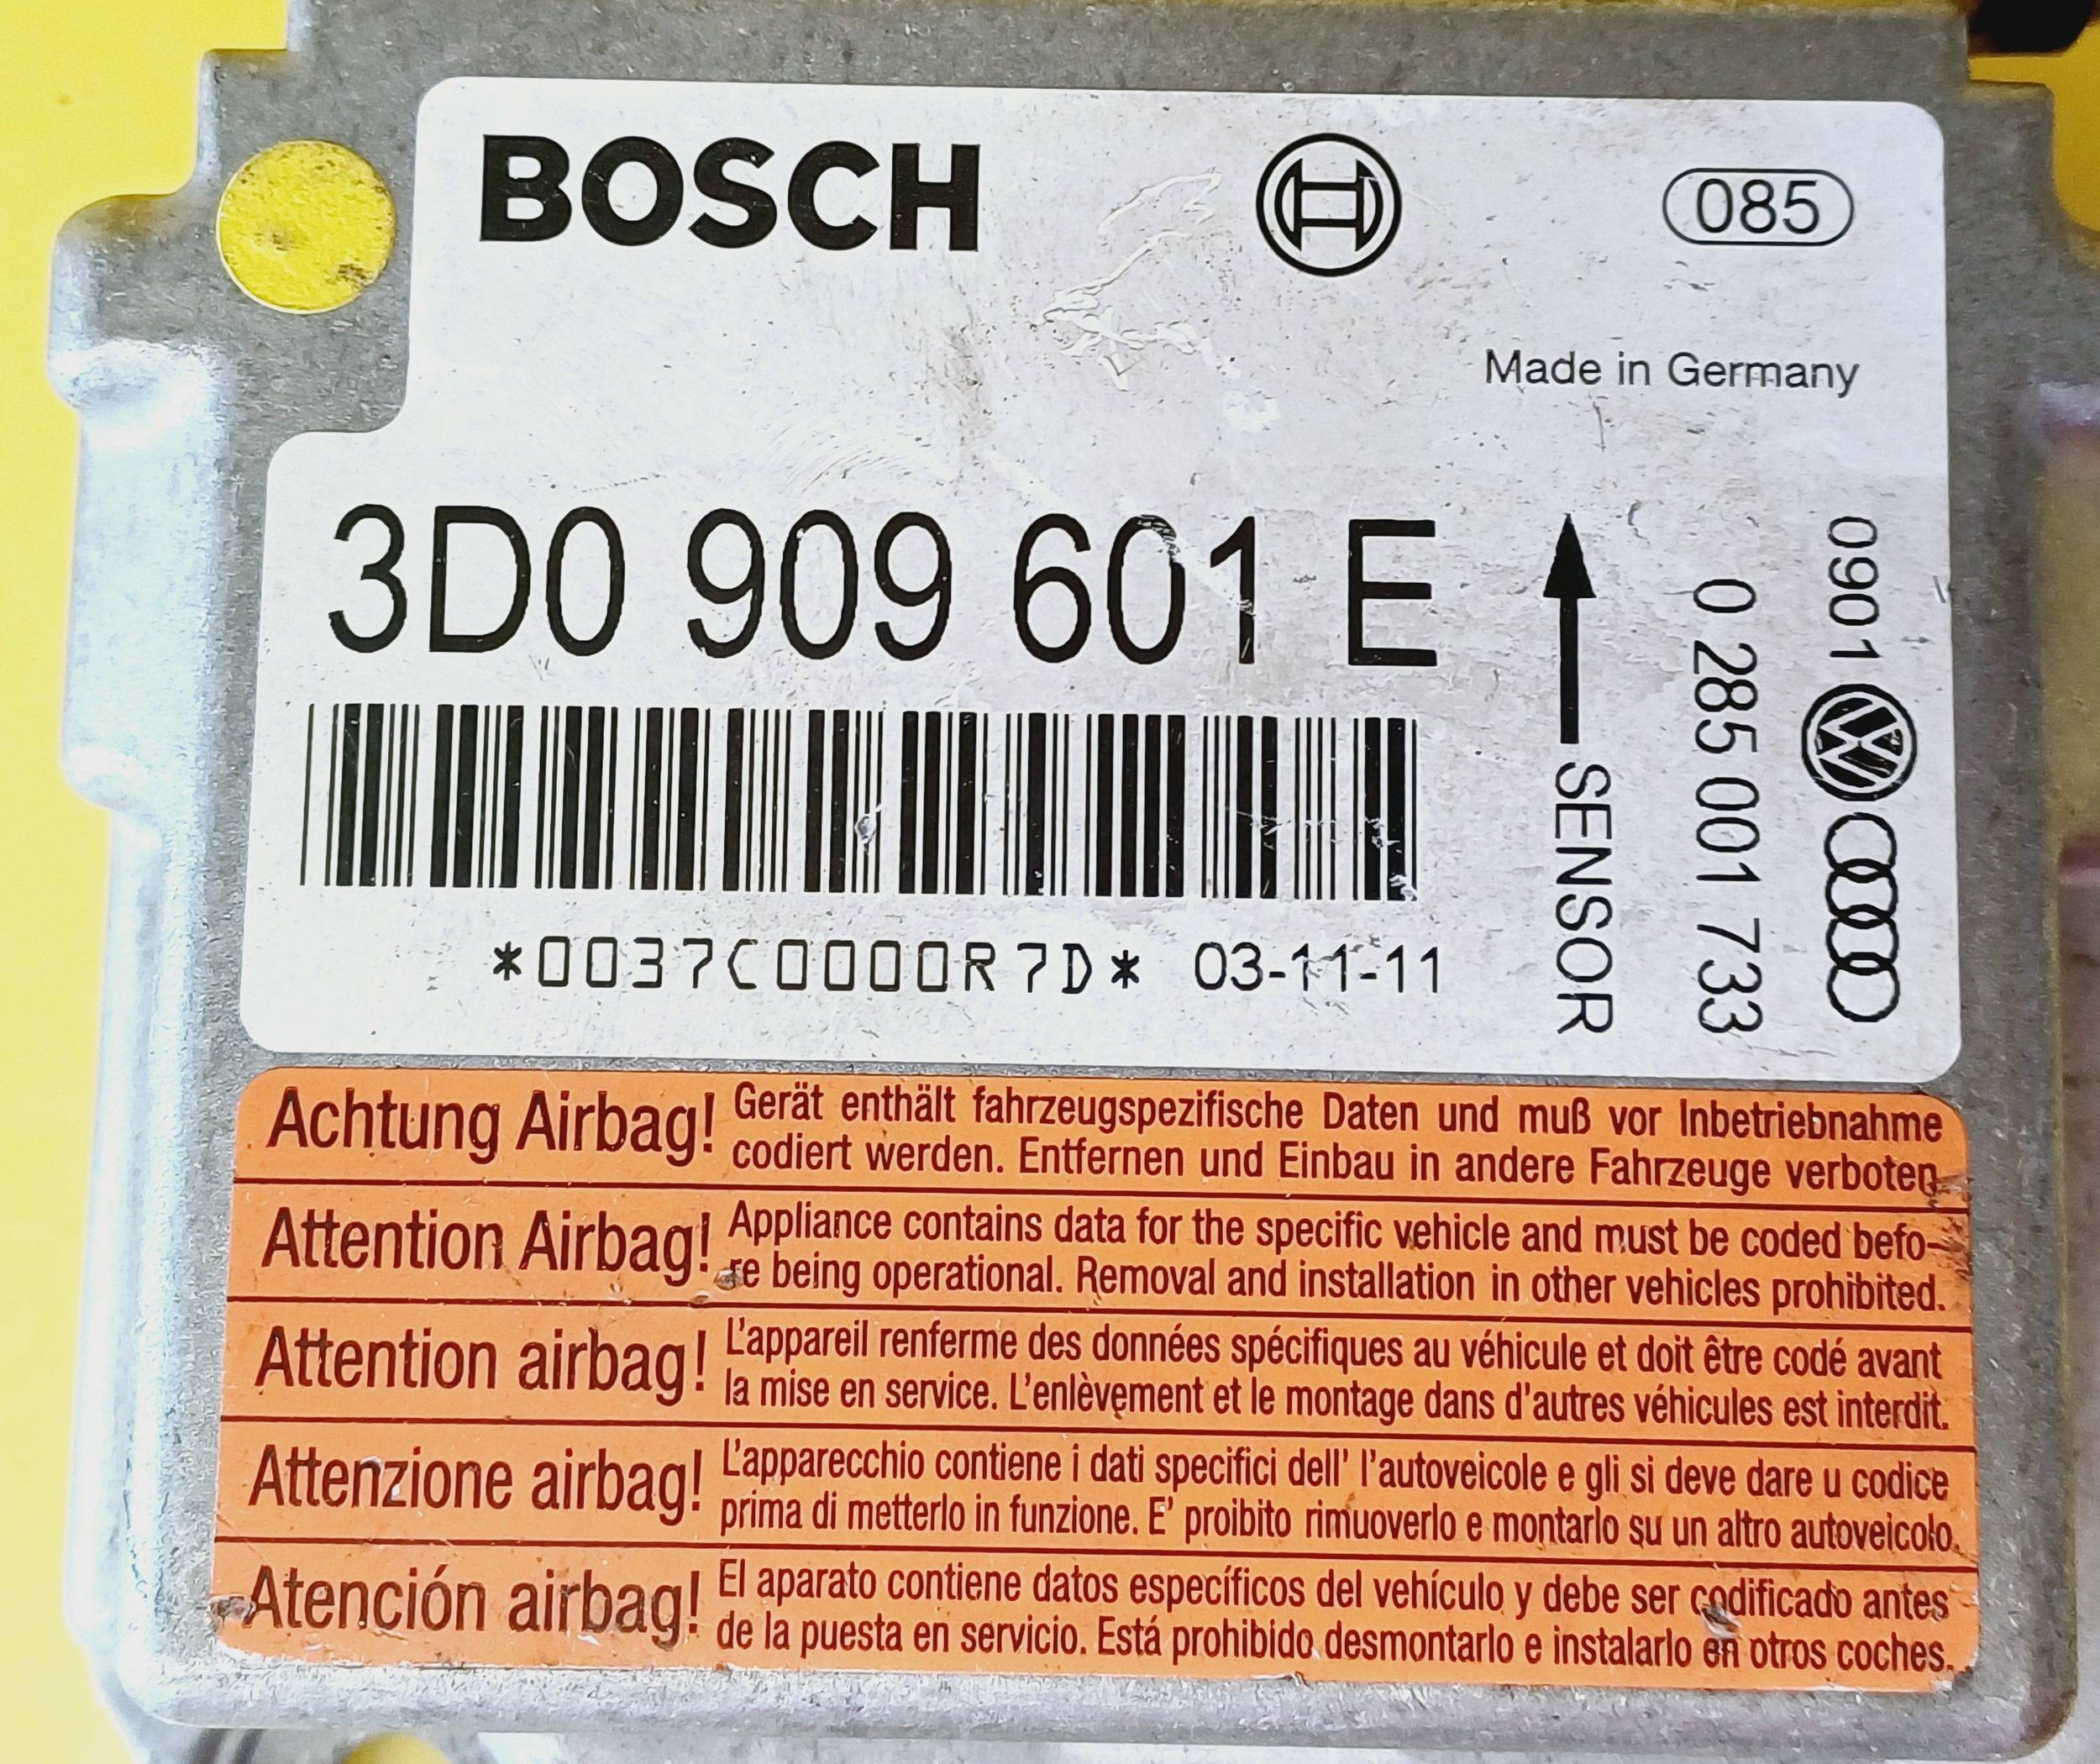 BOSCH
085
Made in Germany
3D0 909 601 E
*0037C0000R7D* 03-11-11
SENSOR
0 285 001 733
0901
Achtung Airbag! Gerät enthält fahrzeugspezifische Daten und muß vor Inbetriebnahme
codiert werden. Entfernen und Einbau in andere Fahrzeuge verboten
Attention Airbag! Appliance contains data for the specific vehicle and must be coded befo-
re being operational. Removal and installation in other vehicles prohibited.
Attention airbag! L'appareil renferme des données spécifiques au véhicule et doit être codé avant
la mise en service. L'enlèvement et le montage dans d'autres véhicules est interdit.
Attenzione airbag! L'apparecchio contiene i dati specifici dell' l'autoveicole e gli si deve dare u codice
prima di metterlo in funzione. E' proibito rimuoverlo e montarlo su un altro autoveicolo.
Atención airbag! El aparato contiene datos específicos del vehículo y debe ser codificado antes
de la puesta en servicio. Está prohibido desmontarlo e instalarlo en otros coches.